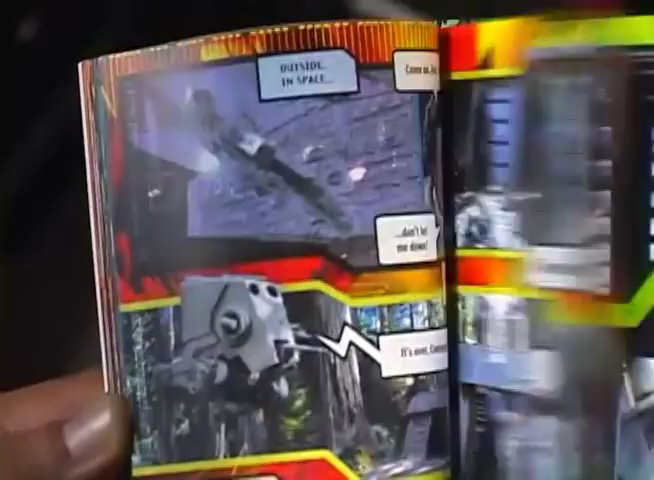 OUTSIDE,
IN SPACE...
Come on,
...don't let
me down!
It's over,